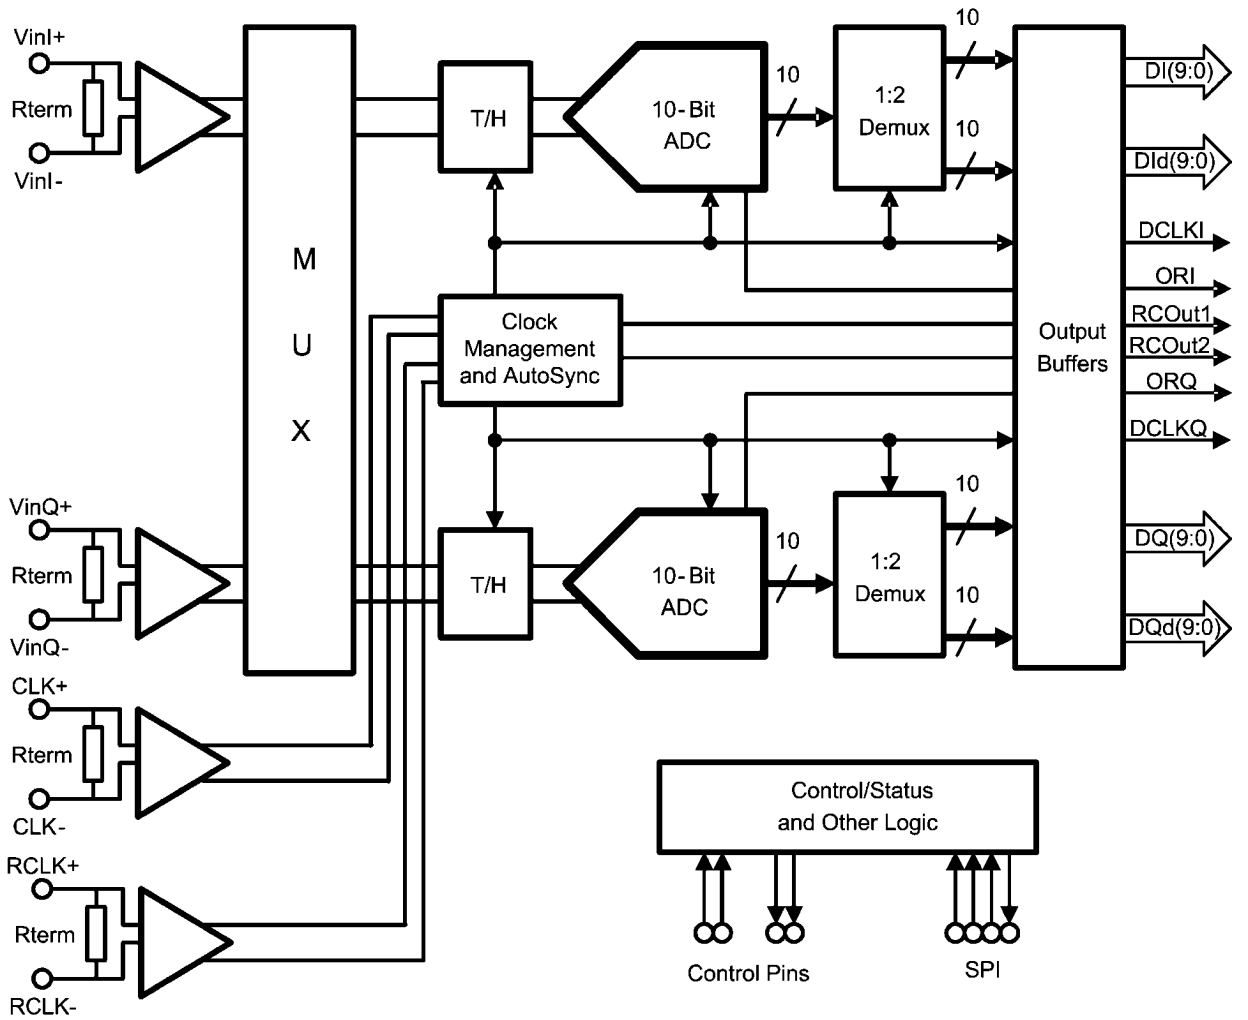 VinI+
Rterm
VinI-
M
U
X
T/H
10-Bit
ADC
10
1:2
Demux
10
10
Output
Buffers
DI(9:0)
DId(9:0)
DCLKI
ORI
RCOut1
RCOut2
ORQ
DCLKQ
DQ(9:0)
DQd(9:0)
Clock
Management
and AutoSync
VinQ+
Rterm
VinQ-
T/H
10-Bit
ADC
10
1:2
Demux
10
10
CLK+
Rterm
CLK-
RCLK+
Rterm
RCLK-
Control/Status
and Other Logic
Control Pins
SPI